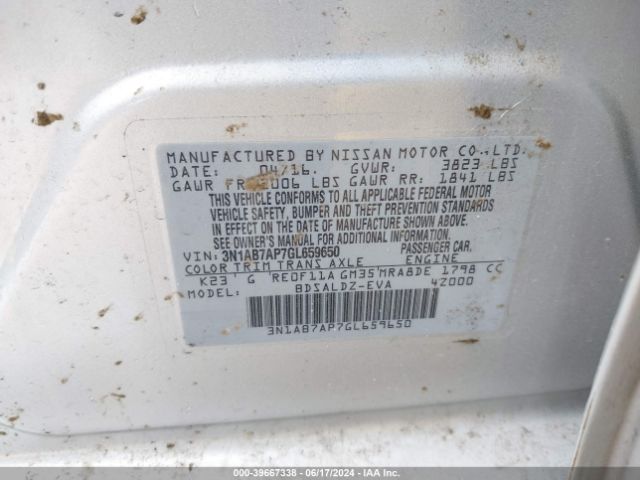 MANUFACTURED BY NISSAN MOTOR CO., LTD.
DATE: 04/16. GVWR: 3823 LBS
GAWR FR 2006 LBS GAWR RR: 1841 LBS
THIS VEHICLE CONFORMS TO ALL APPLICABLE FEDERAL MOTOR
VEHICLE SAFETY, BUMPER AND THEFT PREVENTION STANDARDS
IN EFFECT ON THE DATE OF MANUFACTURE SHOWN ABOVE.
SEE OWNER'S MANUAL FOR ADDITIONAL INFORMATION.
VIN: 3N1AB7AP7GL659650 PASSENGER CAR.
COLOR TRIM TRANS AXLE ENGINE
K23 G RE0F11A GM35 MRA8DE 1798 CC
MODEL: BDSALDZ-EVA 4Z000
3N1AB7AP7GL659650
000-39667338 - 06/17/2024 - IAA Inc.